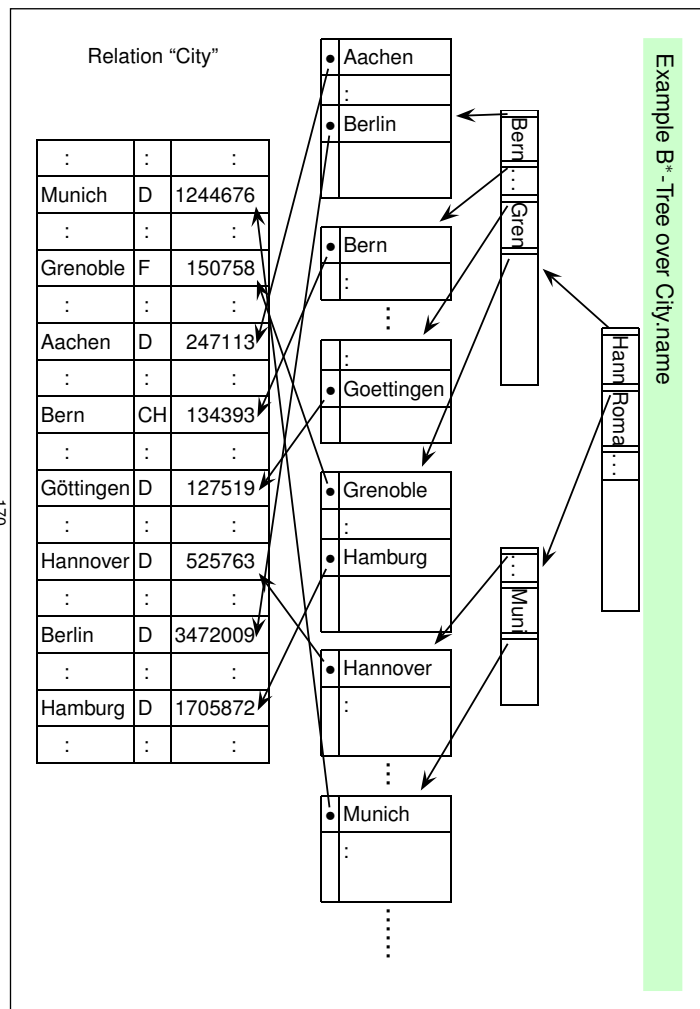 Example B*-Tree over City.name
Relation “City”
: : :
Munich D 1244676
: : :
Grenoble F 150758
: : :
Aachen D 247113
: : :
Bern CH 134393
: : :
Göttingen D 127519
: : :
Hannover D 525763
: : :
Berlin D 3472009
: : :
Hamburg D 1705872
: : :
• Aachen
:
• Berlin
• Bern
:
⋮
:
• Goettingen
• Grenoble
:
• Hamburg
• Hannover
:
⋮
• Munich
:
⋮
Bern ... Gren
... Muni
Hann Roma ...
170